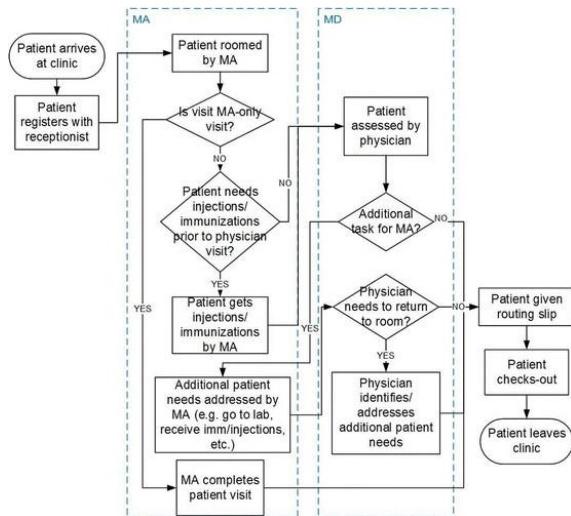 MA
MD
Patient arrives
at clinic
Patient
registers with
receptionist
Patient roomed
by MA
Is visit MA-only
visit?
NO
Patient needs
injections/
immunizations
prior to physician
visit?
NO
YES
YES
Patient gets
injections/
immunizations
by MA
Additional patient
needs addressed by
MA (e.g. go to lab,
receive imm/injections,
etc.)
MA completes
patient visit
Patient
assessed by
physician
Additional
task for MA?
NO
YES
Physician
needs to return
to room?
NO
YES
Physician
identifies/
addresses
additional patient
needs
Patient given
routing slip
Patient
checks-out
Patient leaves
clinic